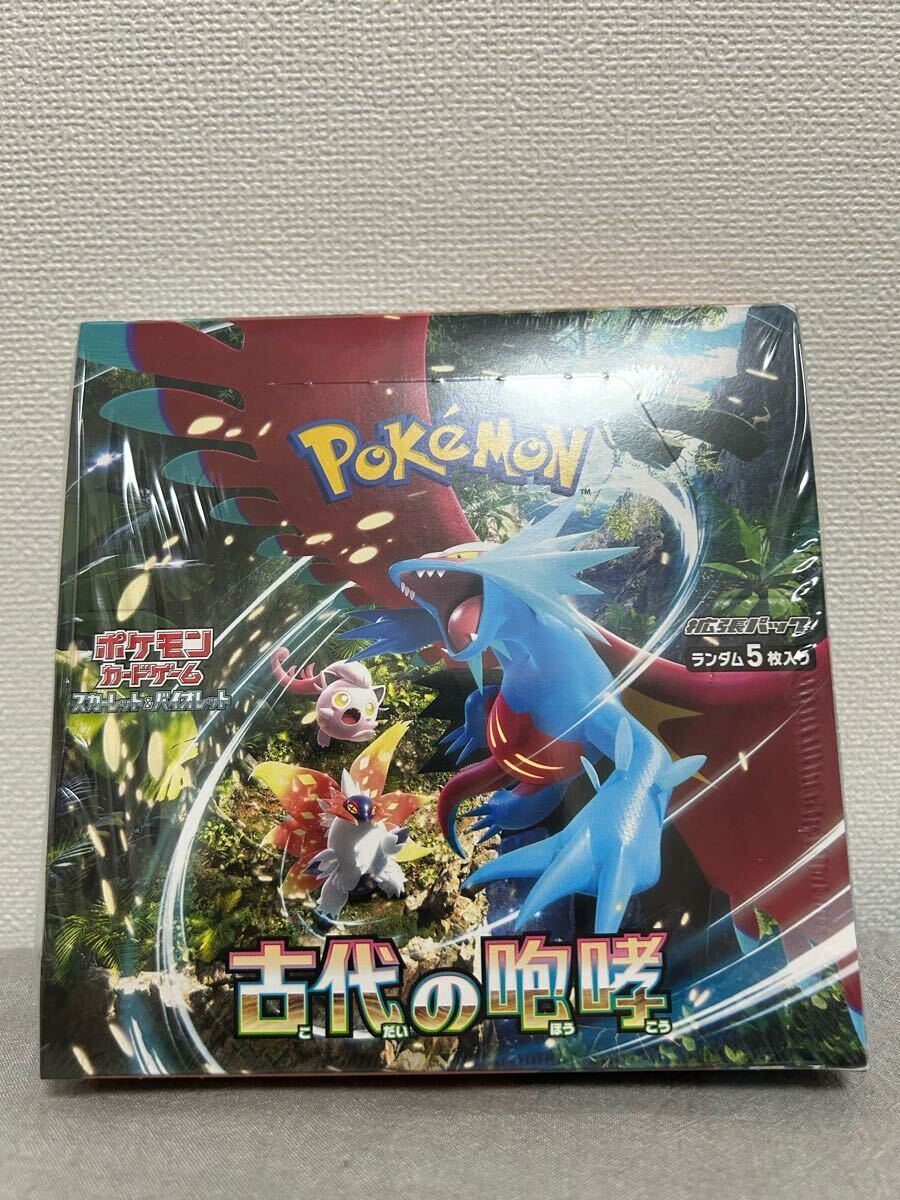 POKéMON
TM
ポケモン
カードゲーム
スカーレット&バイオレット
拡張パック
ランダム5枚入り
古代の咆哮
こ だい ほう こう